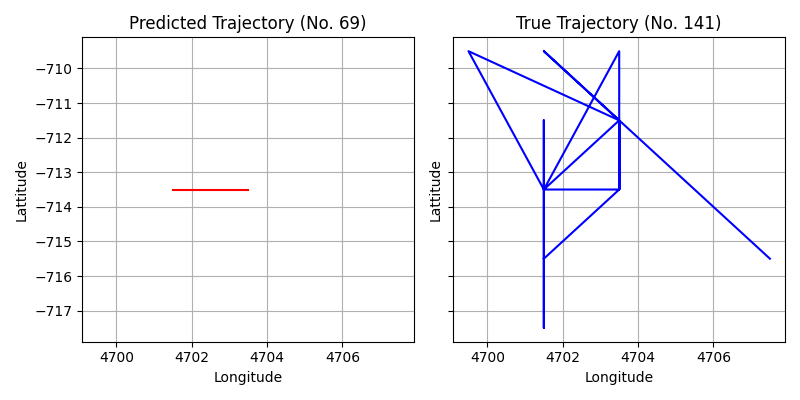 Predicted Trajectory (No. 69)
True Trajectory (No. 141)
−710
−711
−712
−713
−714
−715
−716
−717
Lattitude
4700
4702
4704
4706
Longitude
Lattitude
4700
4702
4704
4706
Longitude